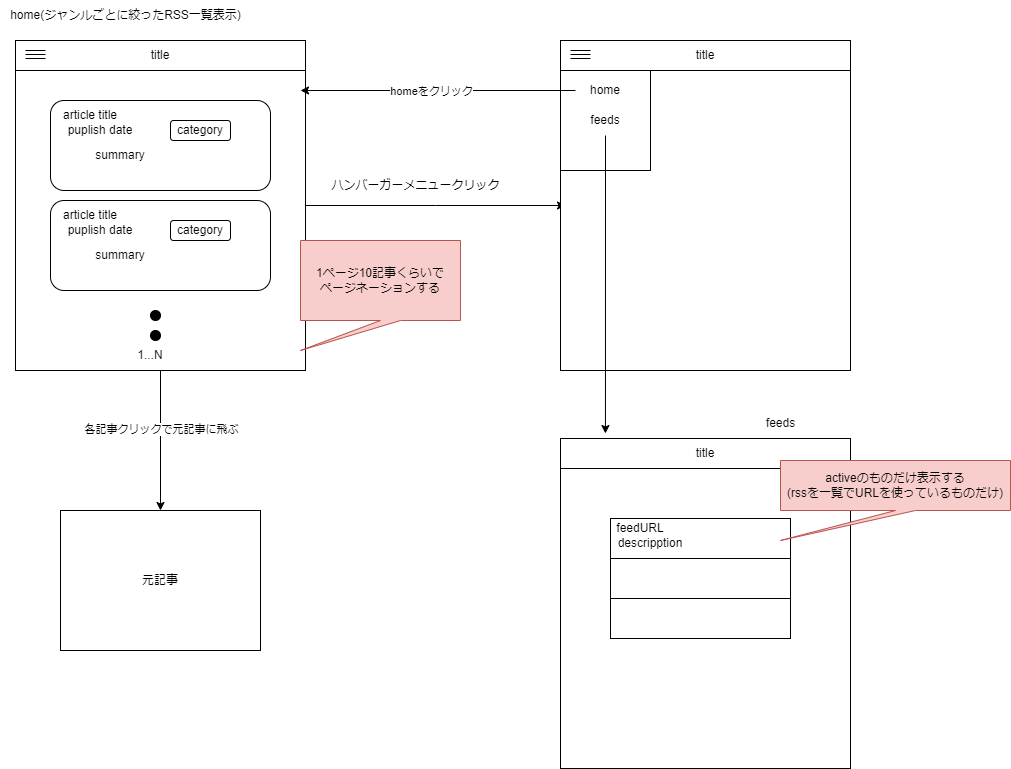 home(ジャンルごとに絞ったRSS一覧表示)
title
article title
puplish date
category
summary
article title
puplish date
category
summary
1...N
1ページ10記事くらいで
ページネーションする
homeをクリック
ハンバーガーメニュークリック
title
home
feeds
各記事クリックで元記事に飛ぶ
元記事
feeds
title
activeのものだけ表示する
(rssを一覧でURLを使っているものだけ)
feedURL
descripption